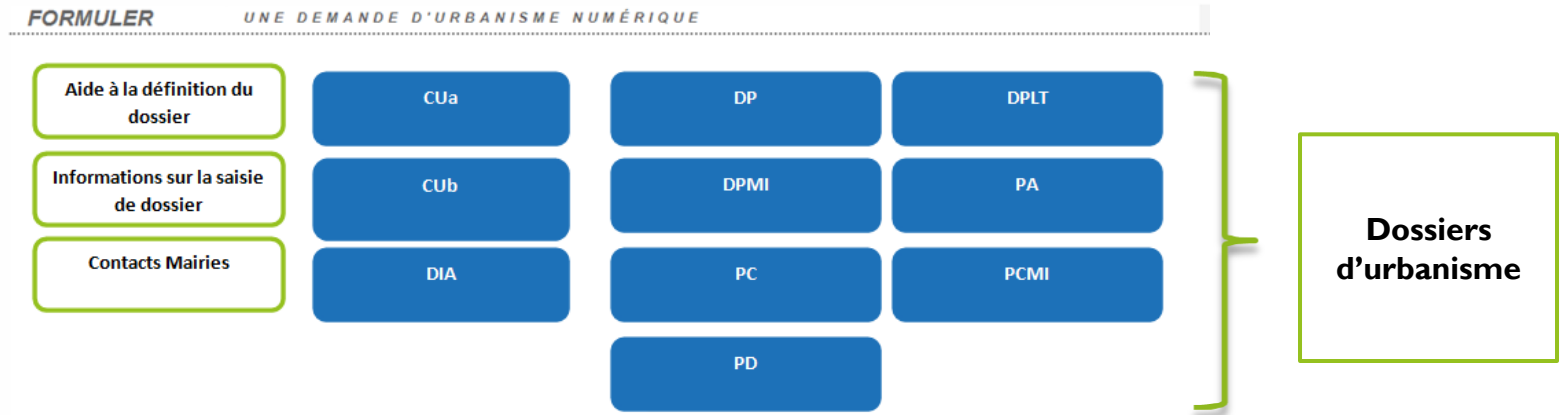 FORMULER UNE DEMANDE D'URBANISME NUMÉRIQUE
Aide à la définition du
dossier
Informations sur la saisie
de dossier
Contacts Mairies
CUa
CUb
DIA
DP
DPMI
PC
PD
DPLT
PA
PCMI
Dossiers
d’urbanisme